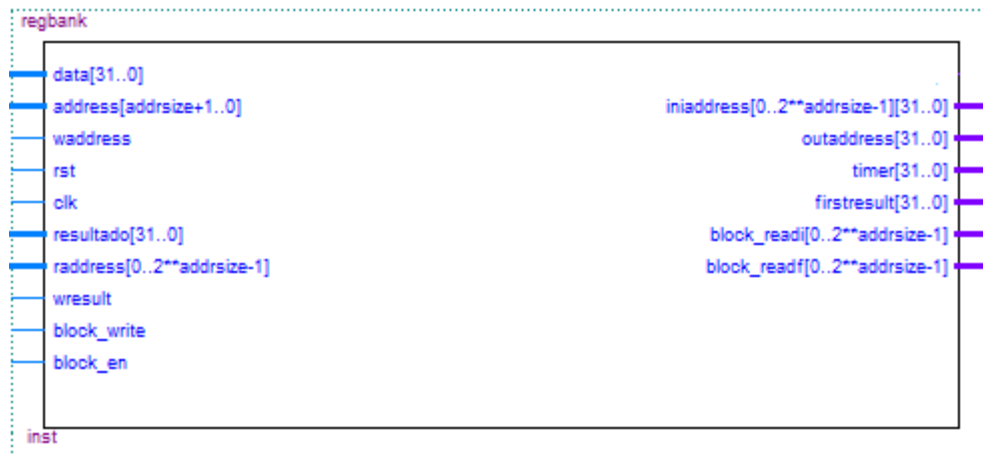 regbank
data[31..0]
address[addrsize+1..0]
waddress
rst
clk
resultado[31..0]
raddress[0..2**addrsize-1]
wresult
block_write
block_en
iniaddress[0..2**addrsize-1][31..0]
outaddress[31..0]
timer[31..0]
firstresult[31..0]
block_readi[0..2**addrsize-1]
block_readf[0..2**addrsize-1]
inst